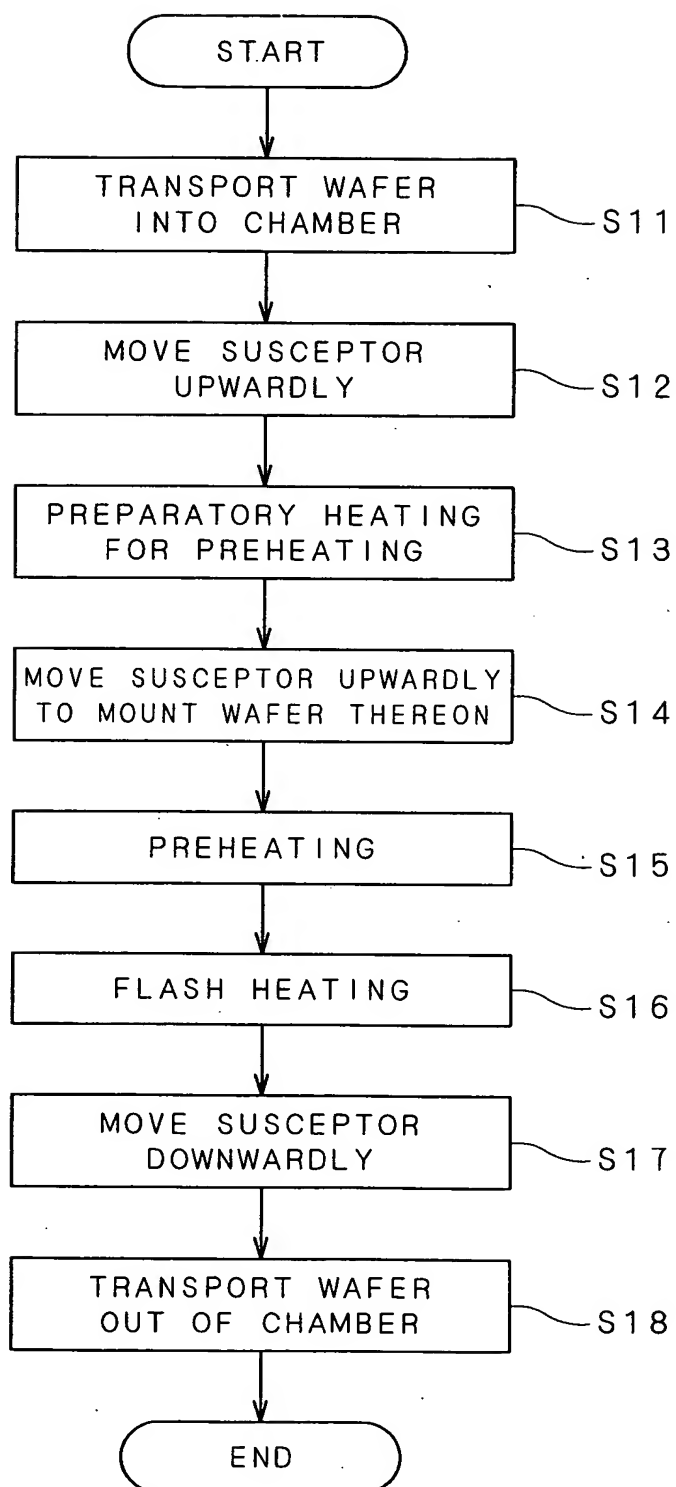 START
TRANSPORT WAFER
INTO CHAMBER
S11
MOVE SUSCEPTOR
UPWARDLY
S12
PREPARATORY HEATING
FOR PREHEATING
S13
MOVE SUSCEPTOR UPWARDLY
TO MOUNT WAFER THEREON
S14
PREHEATING
S15
FLASH HEATING
S16
MOVE SUSCEPTOR
DOWNWARDLY
S17
TRANSPORT WAFER
OUT OF CHAMBER
S18
END